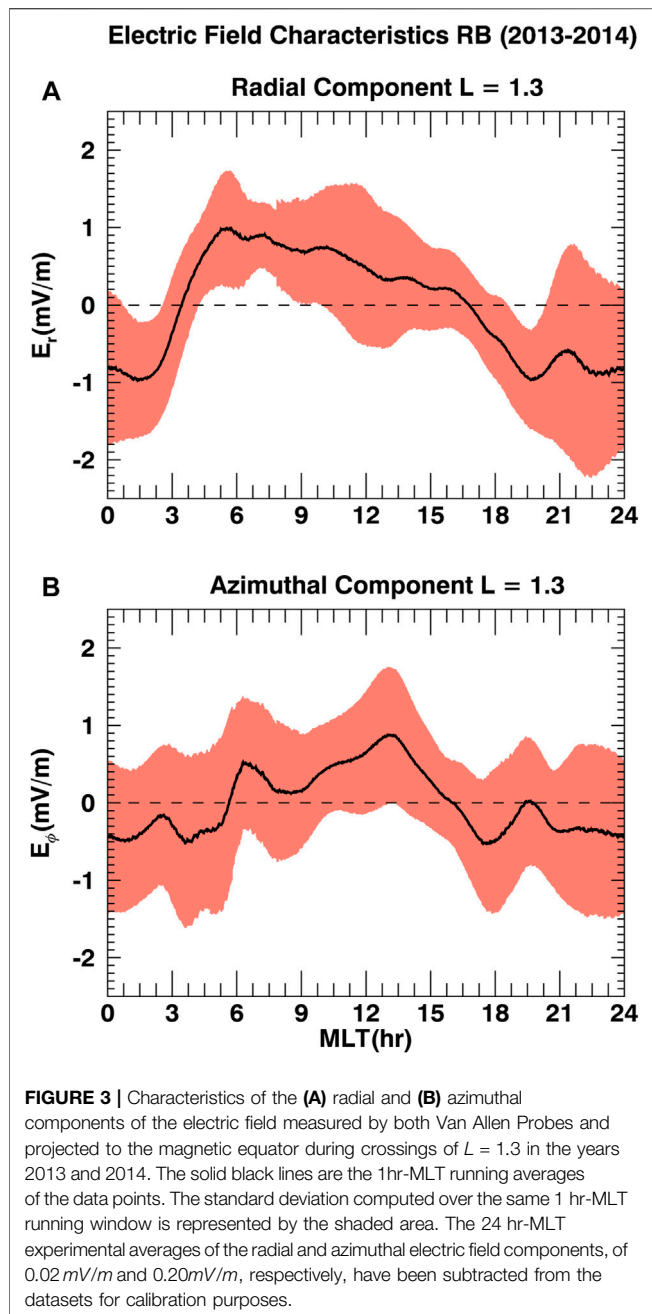 Electric Field Characteristics RB (2013-2014)
A
Radial Component L = 1.3
2
1
0
-1
-2
E_r(mV/m)
0 3 6 9 12 15 18 21 24
B
Azimuthal Component L = 1.3
2
1
0
-1
-2
E_ϕ(mV/m)
0 3 6 9 12 15 18 21 24
MLT(hr)
FIGURE 3 | Characteristics of the (A) radial and (B) azimuthal
components of the electric field measured by both Van Allen Probes and
projected to the magnetic equator during crossings of L = 1.3 in the years
2013 and 2014. The solid black lines are the 1hr-MLT running averages
of the data points. The standard deviation computed over the same 1 hr-MLT
running window is represented by the shaded area. The 24 hr-MLT
experimental averages of the radial and azimuthal electric field components, of
0.02 mV/m and 0.20mV/m, respectively, have been subtracted from the
datasets for calibration purposes.